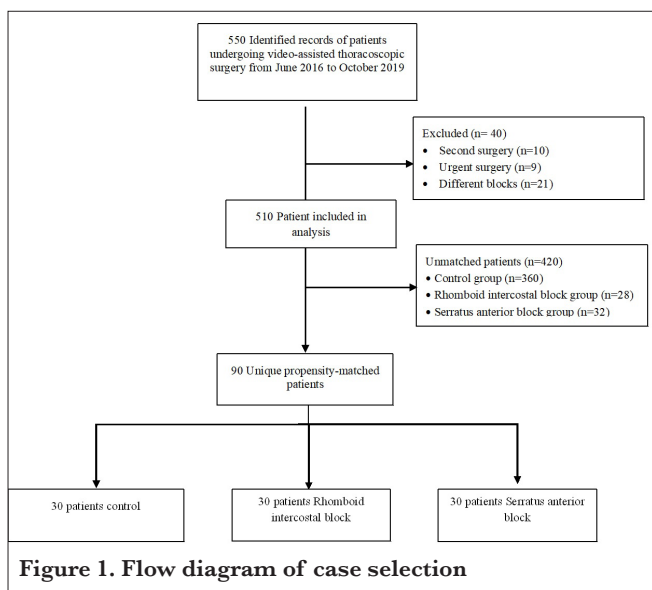 550 Identified records of patients
undergoing video-assisted thoracoscopic
surgery from June 2016 to October 2019
Excluded (n= 40)
• Second surgery (n=10)
• Urgent surgery (n=9)
• Different blocks (n=21)
510 Patient included in
analysis
Unmatched patients (n=420)
• Control group (n=360)
• Rhomboid intercostal block group (n=28)
• Serratus anterior block group (n=32)
90 Unique propensity-matched
patients
30 patients control
30 patients Rhomboid
intercostal block
30 patients Serratus anterior
block
Figure 1. Flow diagram of case selection